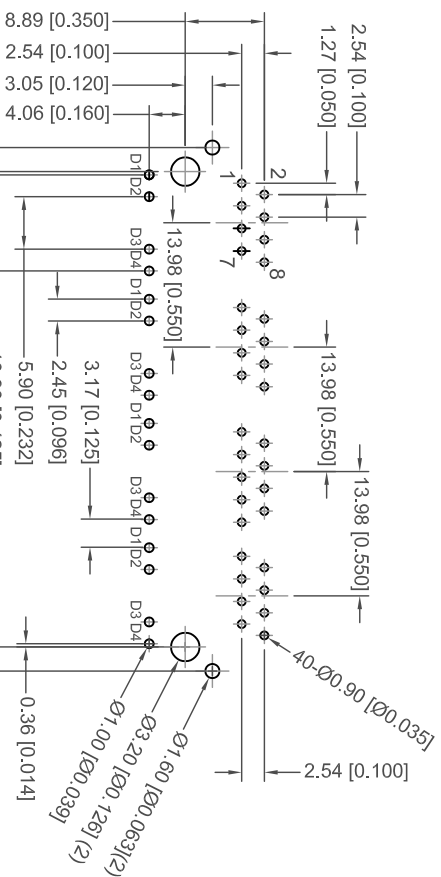 8.89 [0.350]
2.54 [0.100]
3.05 [0.120]
4.06 [0.160]
2.54 [0.100]
1.27 [0.050]
1
2
7
8
D1
D2
D3
D4
D1
D2
D3
D4
D1
D2
D3
D4
D1
D2
D3
D4
13.98 [0.550]
13.98 [0.550]
13.98 [0.550]
3.17 [0.125]
2.45 [0.096]
5.90 [0.232]
40-Ø0.90 [Ø0.035]
2.54 [0.100]
0.36 [0.014]
Ø1.60 [Ø0.063](2)
Ø3.20 [Ø0.126] (2)
Ø1.00 [Ø0.039]